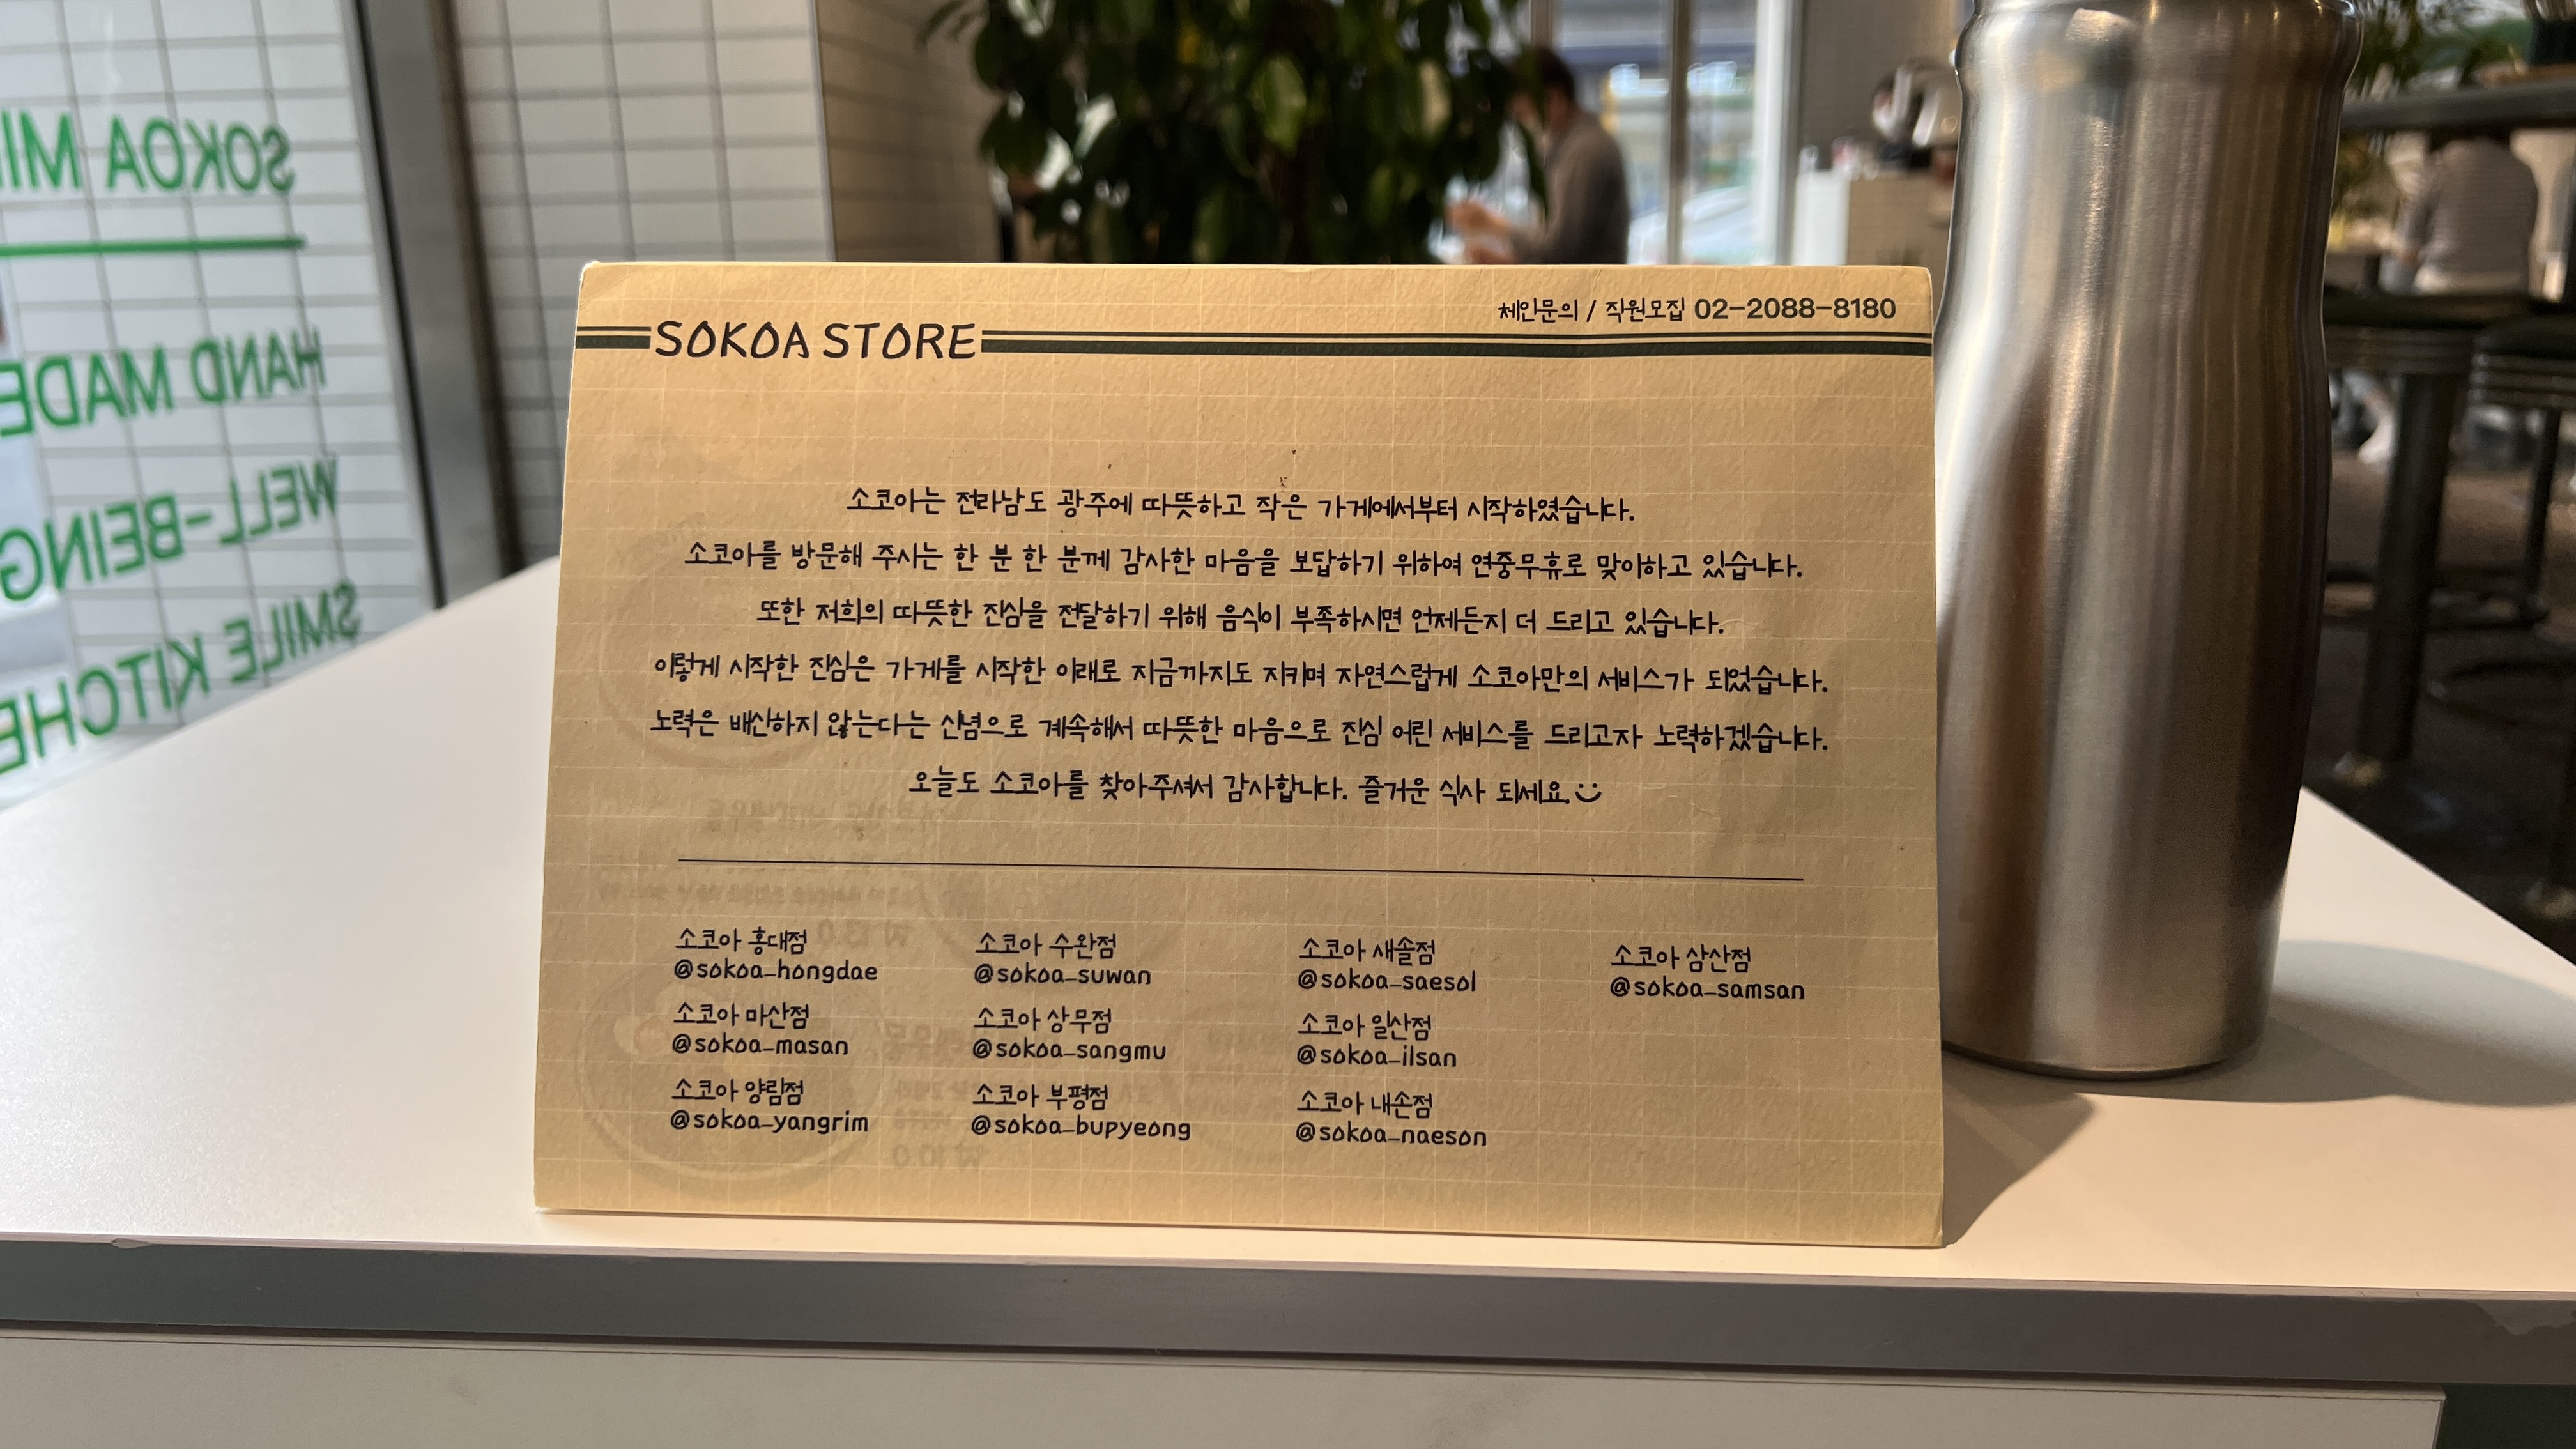 SOKOA MI
HAND MADE
WELL-BEING
SMILE KITCHE
체인문의 / 직원모집 02-2088-8180
SOKOA STORE
소코아는 전라남도 광주에 따뜻하고 작은 가게에서부터 시작하였습니다.
소코아를 방문해 주시는 한 분 한 분께 감사한 마음을 보답하기 위하여 연중무휴로 맞이하고 있습니다.
또한 저희의 따뜻한 진심을 전달하기 위해 음식이 부족하시면 언제든지 더 드리고 있습니다.
이렇게 시작한 진심은 가게를 시작한 이래로 지금까지도 지키며 자연스럽게 소코아만의 서비스가 되었습니다.
노력은 배신하지 않는다는 신념으로 계속해서 따뜻한 마음으로 진심 어린 서비스를 드리고자 노력하겠습니다.
오늘도 소코아를 찾아주셔서 감사합니다. 즐거운 식사 되세요.
소코아 홍대점 소코아 수완점 소코아 새솔점 소코아 삼산점
@sokoa_hongdae @sokoa_suwan @sokoa_saesol @sokoa_samsan
소코아 마산점 소코아 상무점 소코아 일산점
@sokoa_masan @sokoa_sangmu @sokoa_ilsan
소코아 양림점 소코아 부평점 소코아 내손점
@sokoa_yangrim @sokoa_bupyeong @sokoa_naeson